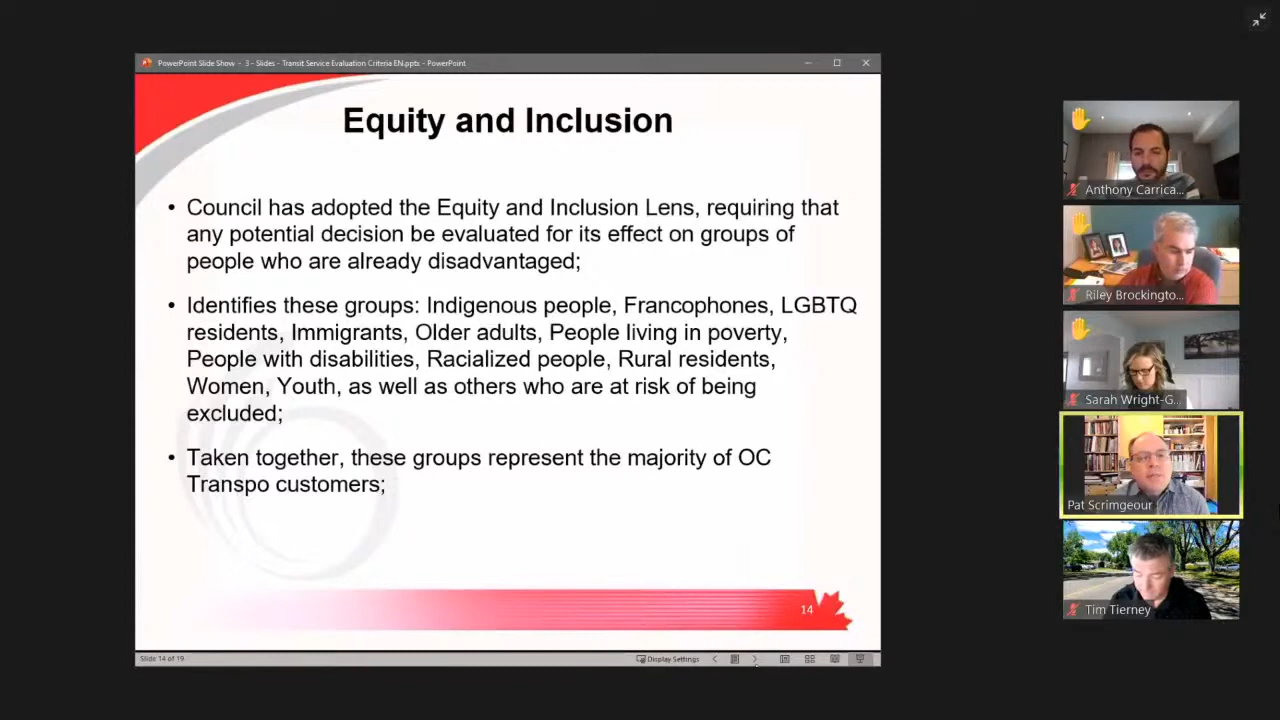 PowerPoint Slide Show - 3 - Slides - Transit Service Evaluation Criteria EN.ppts - PowerPoint
Equity and Inclusion
• Council has adopted the Equity and Inclusion Lens, requiring that
any potential decision be evaluated for its effect on groups of
people who are already disadvantaged;
• Identifies these groups: Indigenous people, Francophones, LGBTQ
residents, Immigrants, Older adults, People living in poverty,
People with disabilities, Racialized people, Rural residents,
Women, Youth, as well as others who are at risk of being
excluded;
• Taken together, these groups represent the majority of OC
Transpo customers;
14
Slide 14 of 19
Display Settings
Anthony Carrica...
Riley Brockingto...
Sarah Wright-G...
Pat Scrimgeour
Tim Tierney